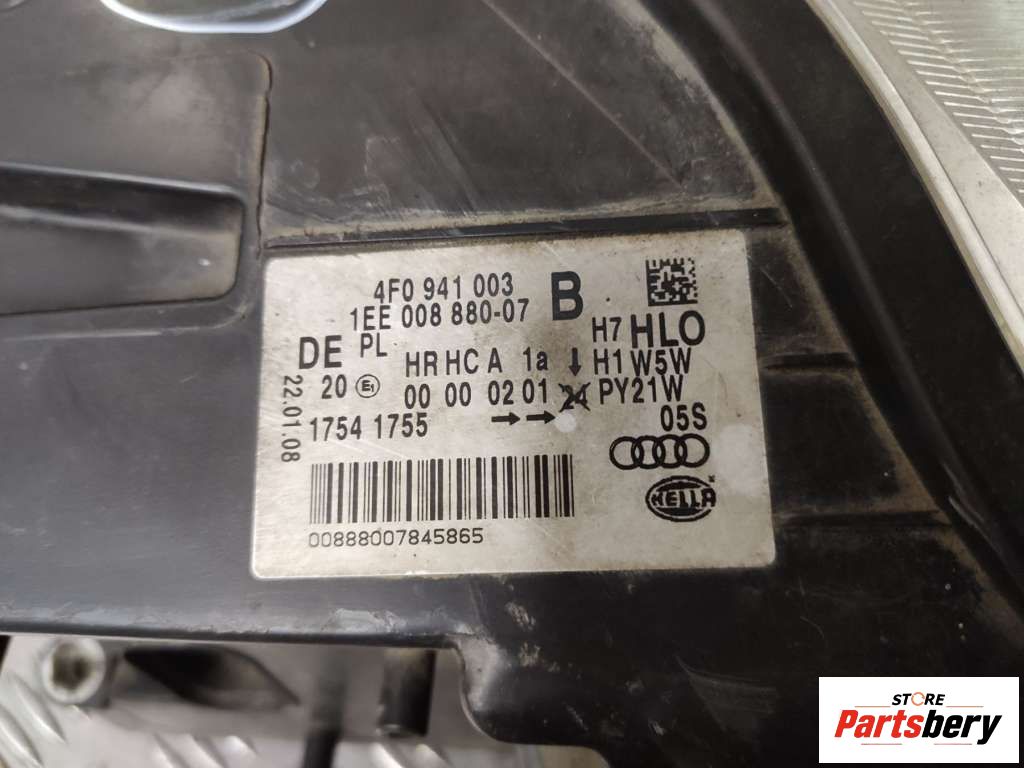 4F0 941 003
1EE 008 880-07 B
DE PL HR HC A 1a ↓ H7 HLO
H1 W5W
20 E1 00 00 02 01 24 PY21W
1754 1755 →→ 05S
22.01.08
HELLA
00888007845865
STORE
Partsbery